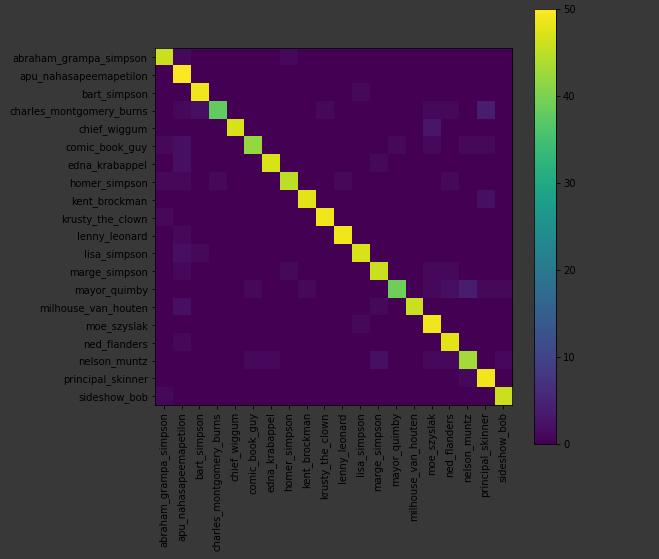 50
abraham_grampa_simpson
apu_nahasapeemapetilon
bart_simpson
charles_montgomery_burns
40
chief_wiggum
comic_book_guy
edna_krabappel
homer_simpson
30
kent_brockman
krusty_the_clown
lenny_leonard
lisa_simpson
20
marge_simpson
mayor_quimby
milhouse_van_houten
moe_szyslak
ned_flanders
10
nelson_muntz
principal_skinner
sideshow_bob
0
abraham_grampa_simpson
apu_nahasapeemapetilon
bart_simpson
charles_montgomery_burns
chief_wiggum
comic_book_guy
edna_krabappel
homer_simpson
kent_brockman
krusty_the_clown
lenny_leonard
lisa_simpson
marge_simpson
mayor_quimby
milhouse_van_houten
moe_szyslak
ned_flanders
nelson_muntz
principal_skinner
sideshow_bob